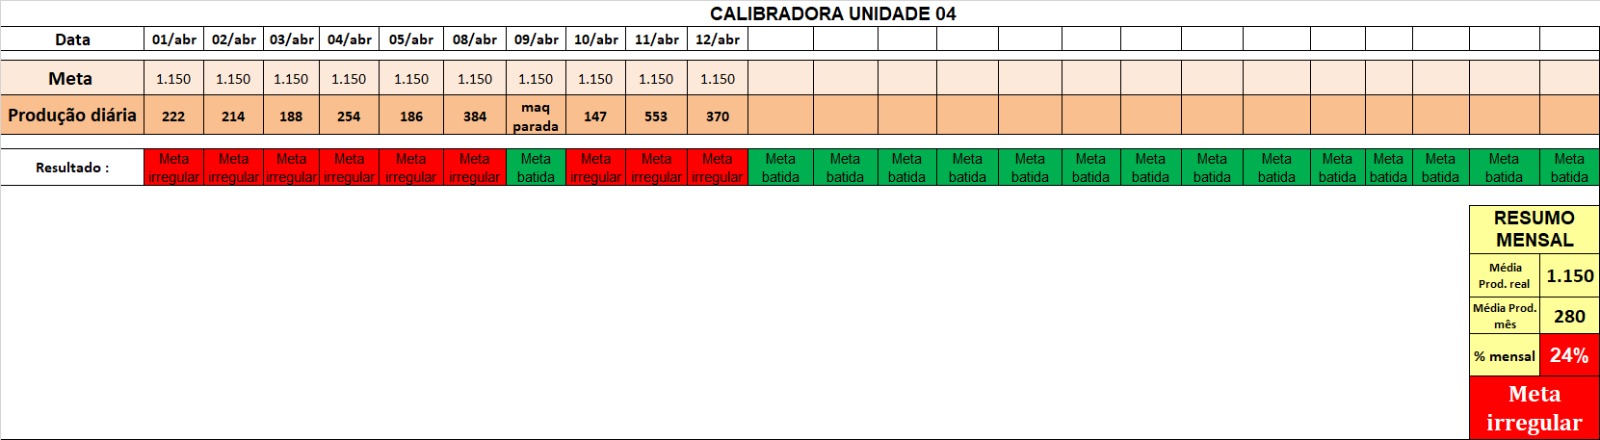 CALIBRADORA UNIDADE 04
Data 01/abr 02/abr 03/abr 04/abr 05/abr 08/abr 09/abr 10/abr 11/abr 12/abr
Meta 1.150 1.150 1.150 1.150 1.150 1.150 1.150 1.150 1.150 1.150
Produção diária 222 214 188 254 186 384 maq parada 147 553 370
Resultado : Meta irregular Meta irregular Meta irregular Meta irregular Meta irregular Meta irregular Meta batida Meta irregular Meta irregular Meta irregular Meta batida Meta batida Meta batida Meta batida Meta batida Meta batida Meta batida Meta batida Meta batida Meta batida Meta batida Meta batida Meta batida Meta batida
RESUMO
MENSAL
Média Prod. real 1.150
Média Prod. mês 280
% mensal 24%
Meta
irregular